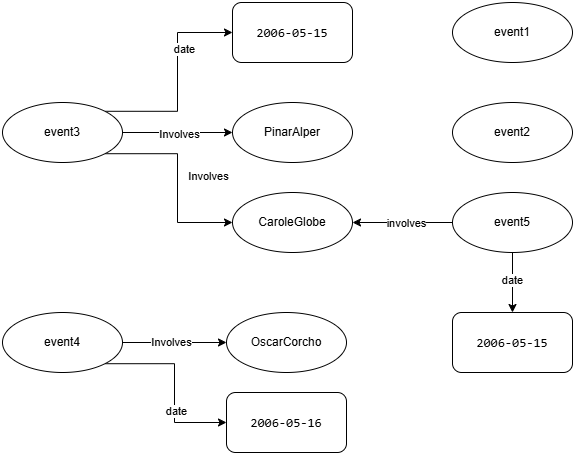 2006-05-15
event1
date
event3
Involves
PinarAlper
event2
Involves
CaroleGlobe
involves
event5
date
event4
Involves
OscarCorcho
2006-05-15
date
2006-05-16